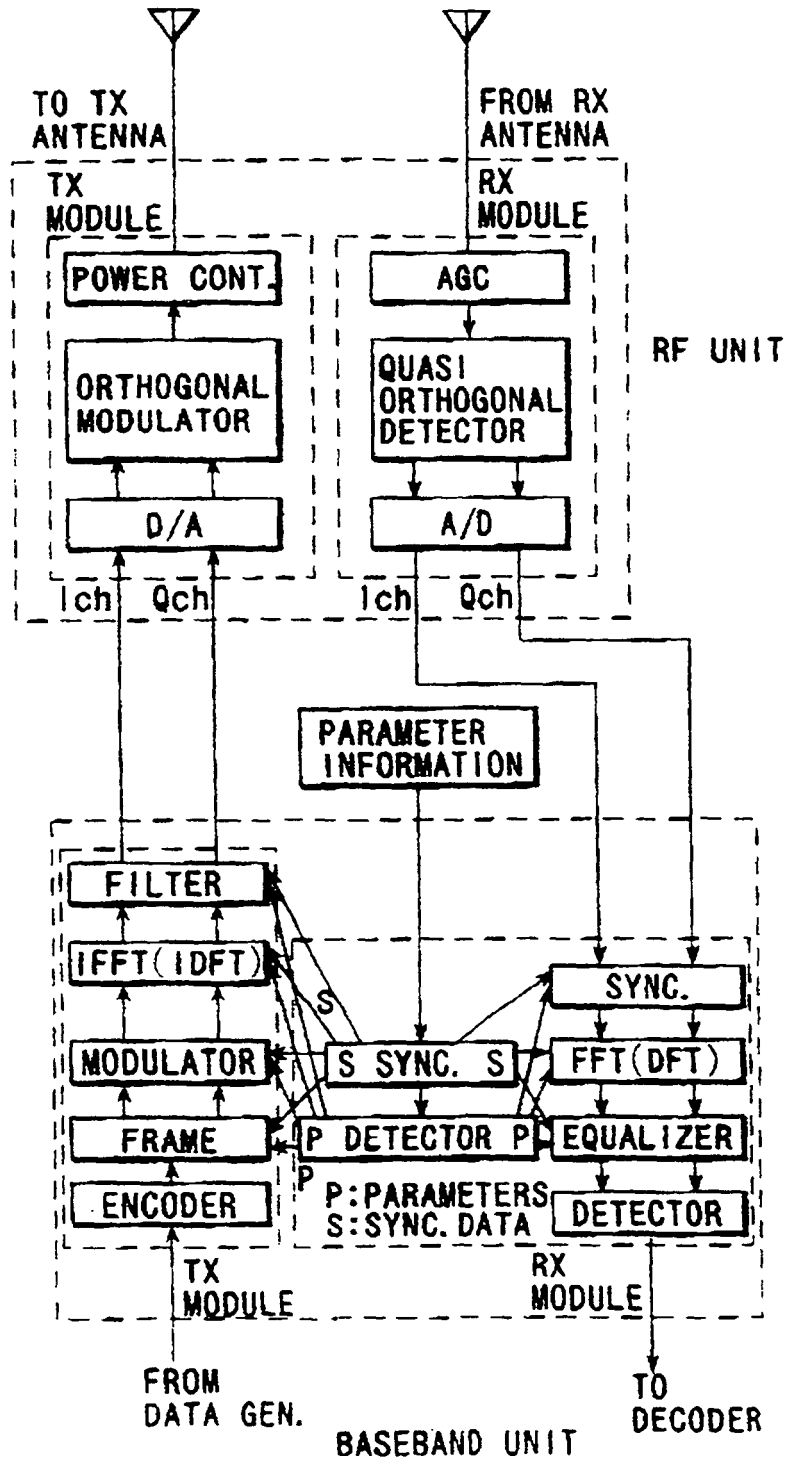 TO TX
ANTENNA
FROM RX
ANTENNA
TX
MODULE
RX
MODULE
POWER CONT.
AGC
RF UNIT
ORTHOGONAL
MODULATOR
QUASI
ORTHOGONAL
DETECTOR
D/A
A/D
Ich Qch
Ich Qch
PARAMETER
INFORMATION
FILTER
IFFT(IDFT)
SYNC.
S
MODULATOR
S SYNC. S
FFT(DFT)
FRAME
P DETECTOR P
EQUALIZER
P
ENCODER
P:PARAMETERS
S:SYNC.DATA
DETECTOR
TX
MODULE
RX
MODULE
FROM
DATA GEN.
TO
DECODER
BASEBAND UNIT